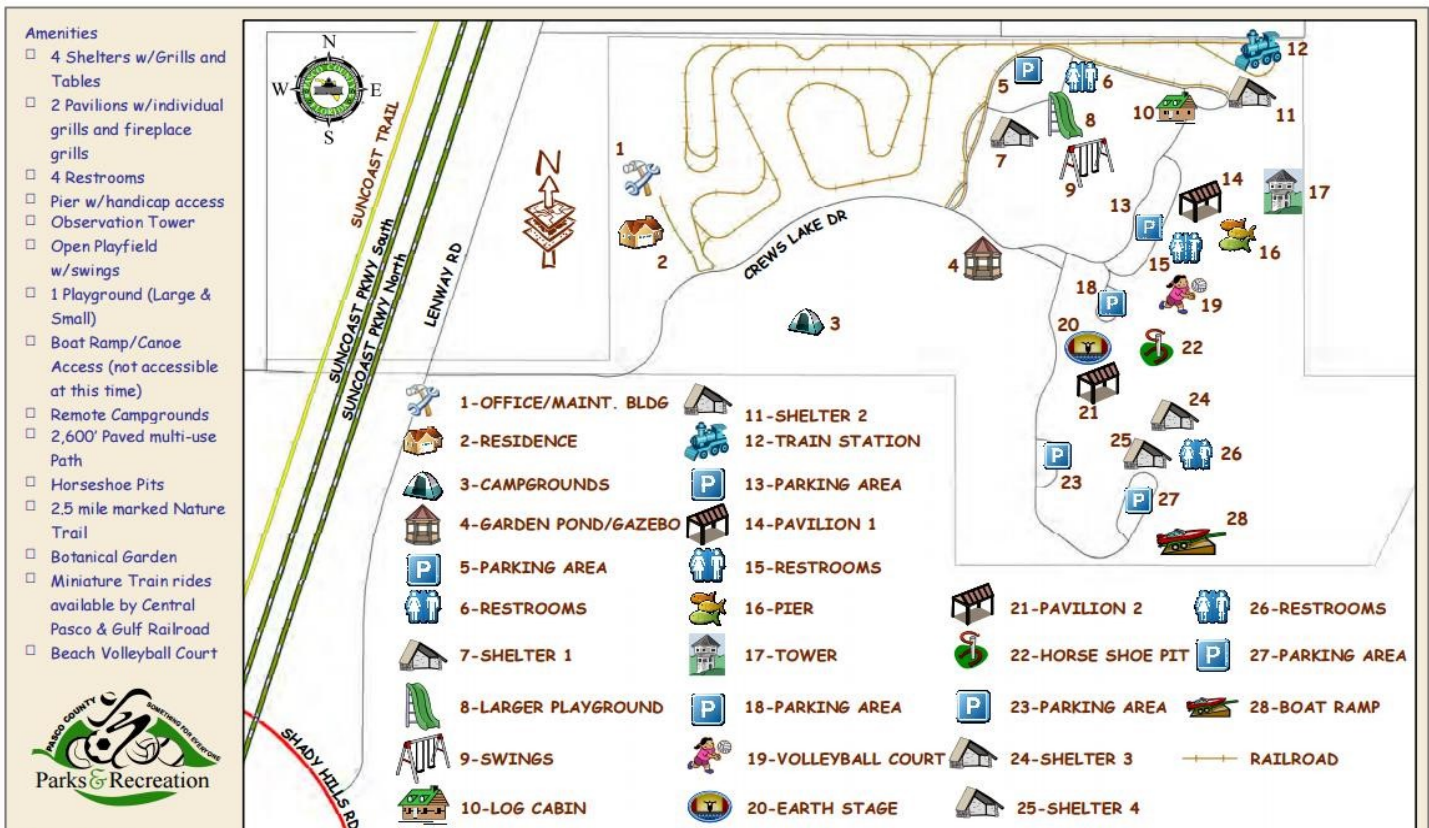 Amenities
4 Shelters w/Grills and
Tables
2 Pavilions w/individual
grills and fireplace
grills
4 Restrooms
Pier w/handicap access
Observation Tower
Open Playfield
w/swings
1 Playground (Large &
Small)
Boat Ramp/Canoe
Access (not accessible
at this time)
Remote Campgrounds
2,600' Paved multi-use
Path
Horseshoe Pits
2.5 mile marked Nature
Trail
Botanical Garden
Miniature Train rides
available by Central
Pasco & Gulf Railroad
Beach Volleyball Court
PASCO COUNTY
SOMETHING FOR EVERYONE
Parks & Recreation
N
W
E
S
PASCO COUNTY
FLORIDA
SUNCOAST TRAIL
SUNCOAST PKWY South
SUNCOAST PKWY North
LENWAY RD
SHADY HILLS RD
N
CREWS LAKE DR
1
2
3
4
5
P
6
7
8
9
10
11
12
13
P
14
15
16
17
18
P
19
20
21
22
23
P
24
25
26
27
P
28
1-OFFICE/MAINT. BLDG
2-RESIDENCE
3-CAMPGROUNDS
4-GARDEN POND/GAZEBO
P
5-PARKING AREA
6-RESTROOMS
7-SHELTER 1
8-LARGER PLAYGROUND
9-SWINGS
10-LOG CABIN
11-SHELTER 2
12-TRAIN STATION
P
13-PARKING AREA
14-PAVILION 1
15-RESTROOMS
16-PIER
17-TOWER
P
18-PARKING AREA
19-VOLLEYBALL COURT
20-EARTH STAGE
21-PAVILION 2
22-HORSE SHOE PIT
P
23-PARKING AREA
24-SHELTER 3
25-SHELTER 4
26-RESTROOMS
P
27-PARKING AREA
28-BOAT RAMP
RAILROAD